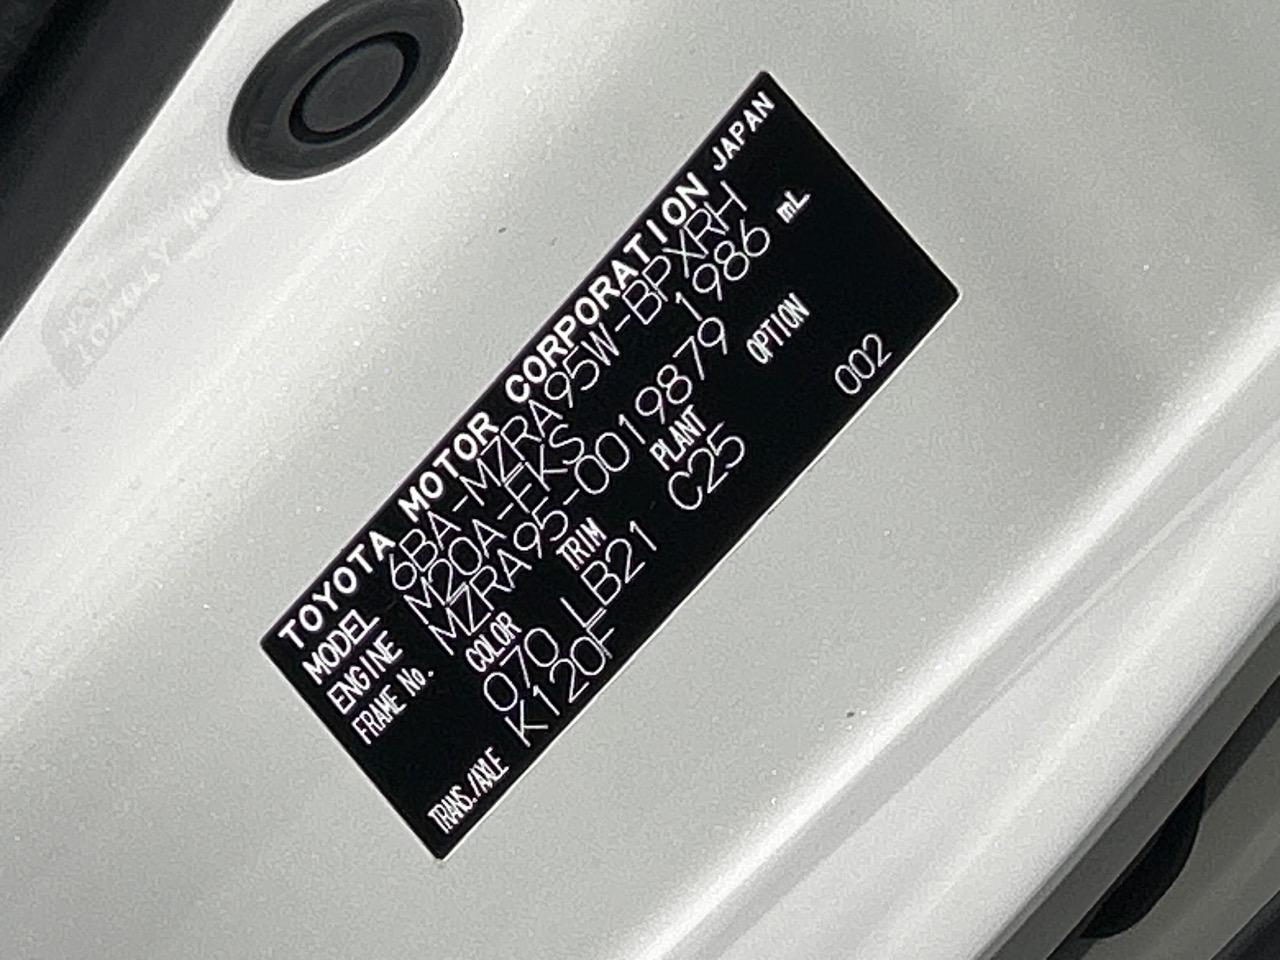 TOYOTA MOTOR CORPORATION JAPAN
MODEL 6BA-MZRA95W-BPXRH
ENGINE M20A-FKS 1986 mL
FRAME No. MZRA95-0019879
COLOR TRIM PLANT OPTION
070 LB21 C25 002
TRANS./AXLE K120F